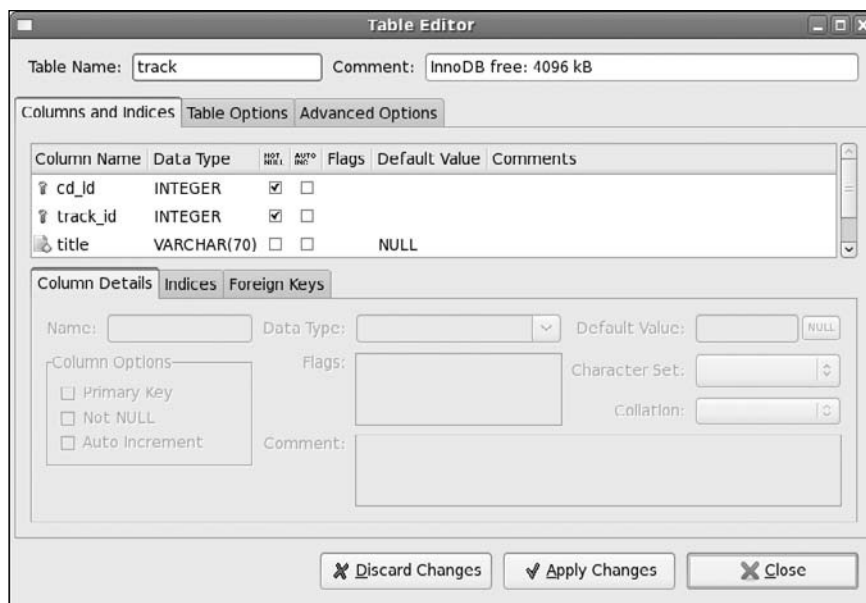 Table Editor
Table Name: track Comment: InnoDB free: 4096 kB
Columns and Indices Table Options Advanced Options
Column Name Data Type NOT NULL AUTO INC Flags Default Value Comments
cd_id INTEGER
track_id INTEGER
title VARCHAR(70) NULL
Column Details Indices Foreign Keys
Name: Data Type: Default Value: NULL
Column Options Flags: Character Set:
Primary Key
Not NULL Collation:
Auto Increment Comment:
Discard Changes Apply Changes Close